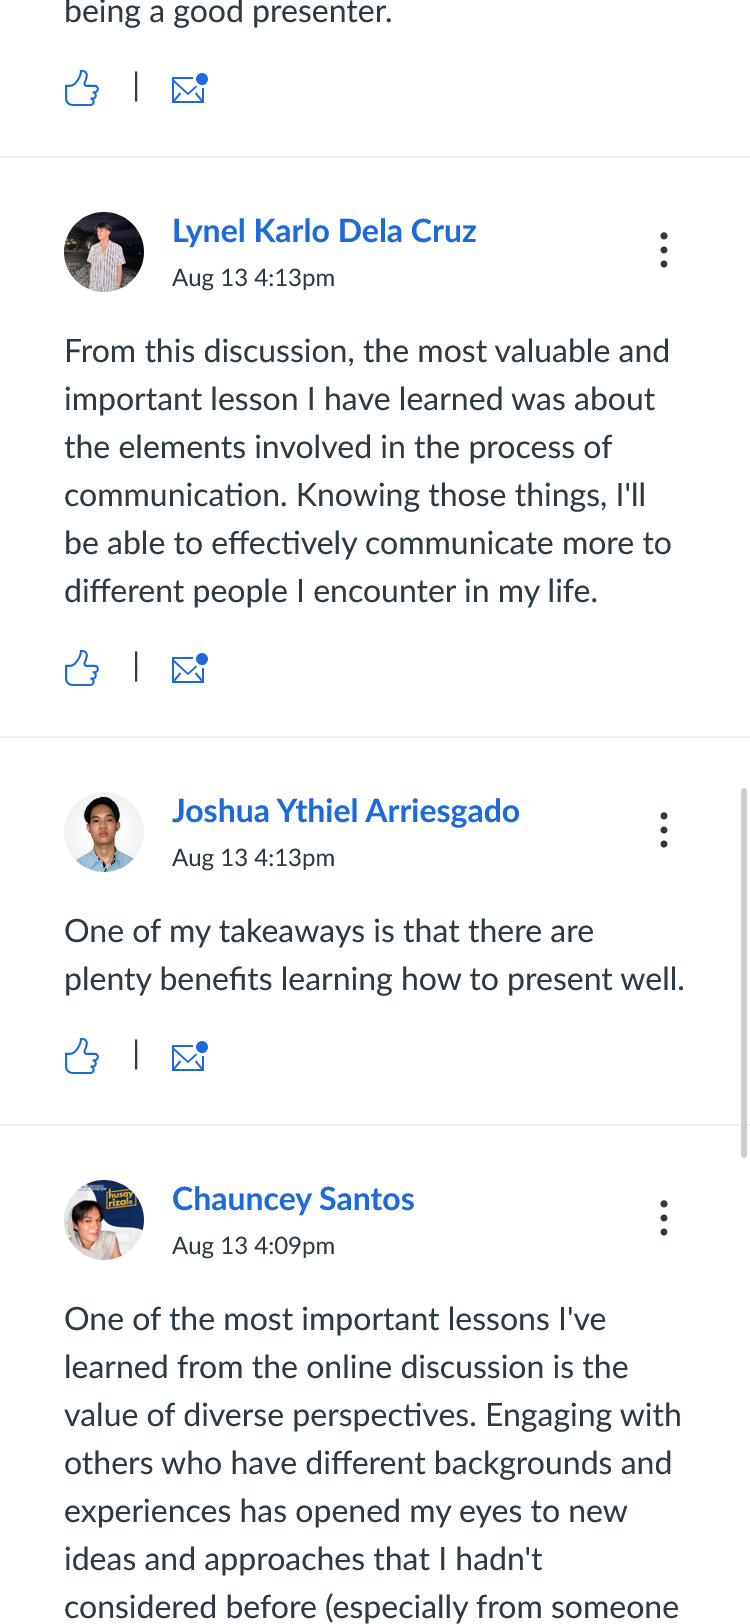 being a good presenter.
Lynel Karlo Dela Cruz
Aug 13 4:13pm
From this discussion, the most valuable and
important lesson I have learned was about
the elements involved in the process of
communication. Knowing those things, I'll
be able to effectively communicate more to
different people I encounter in my life.
Joshua Ythiel Arriesgado
Aug 13 4:13pm
One of my takeaways is that there are
plenty benefits learning how to present well.
husay
rizal
Chauncey Santos
Aug 13 4:09pm
One of the most important lessons I've
learned from the online discussion is the
value of diverse perspectives. Engaging with
others who have different backgrounds and
experiences has opened my eyes to new
ideas and approaches that I hadn't
considered before (especially from someone